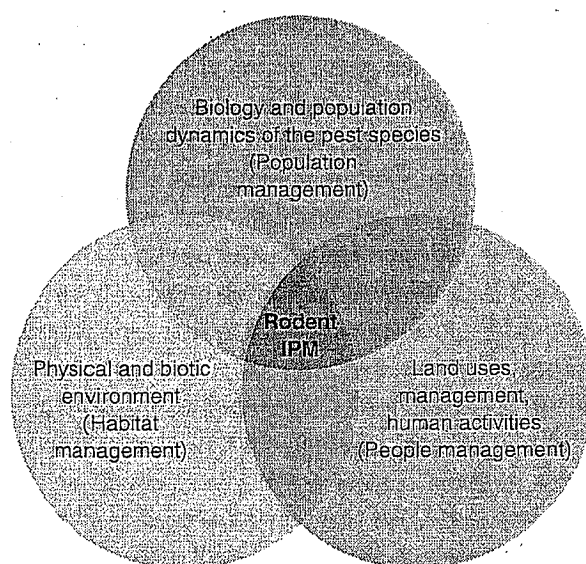 Biology and population
dynamics of the pest species
(Population
management)
Rodent
IPM
Physical and biotic
environment
(Habitat
management)
Land uses,
management,
human activities
(People management)